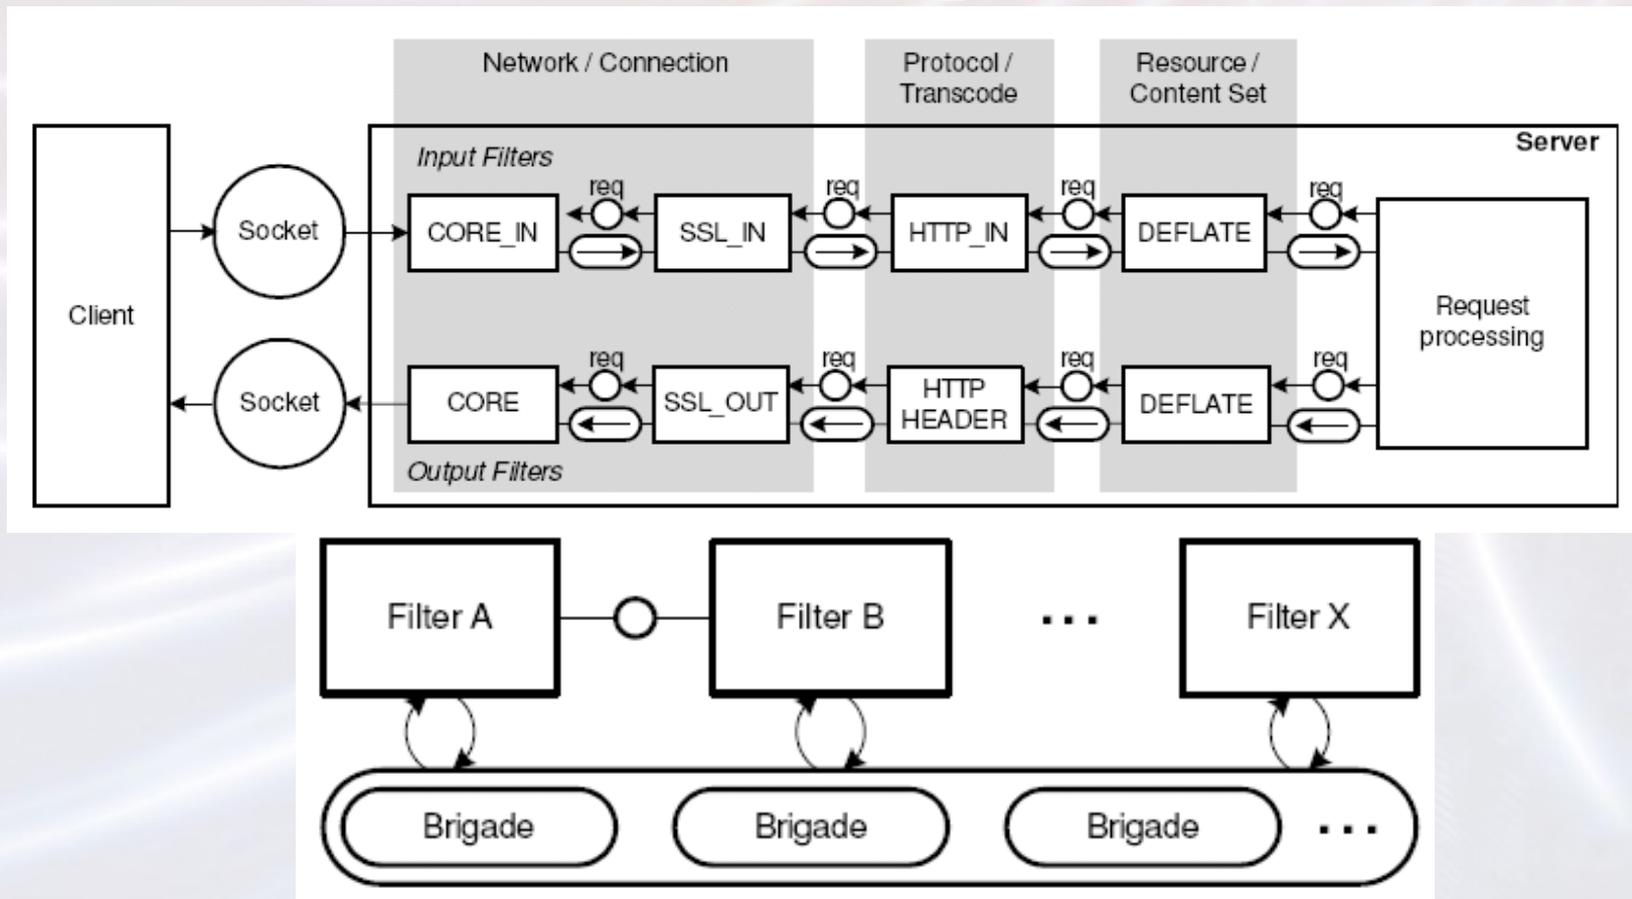 Network / Connection
Protocol /
Transcode
Resource /
Content Set
Server
Input Filters
req
req
req
req
Client
Socket
CORE_IN
SSL_IN
HTTP_IN
DEFLATE
Request
processing
req
req
req
req
Socket
CORE
SSL_OUT
HTTP
HEADER
DEFLATE
Output Filters
Filter A
Filter B
...
Filter X
Brigade
Brigade
Brigade
...